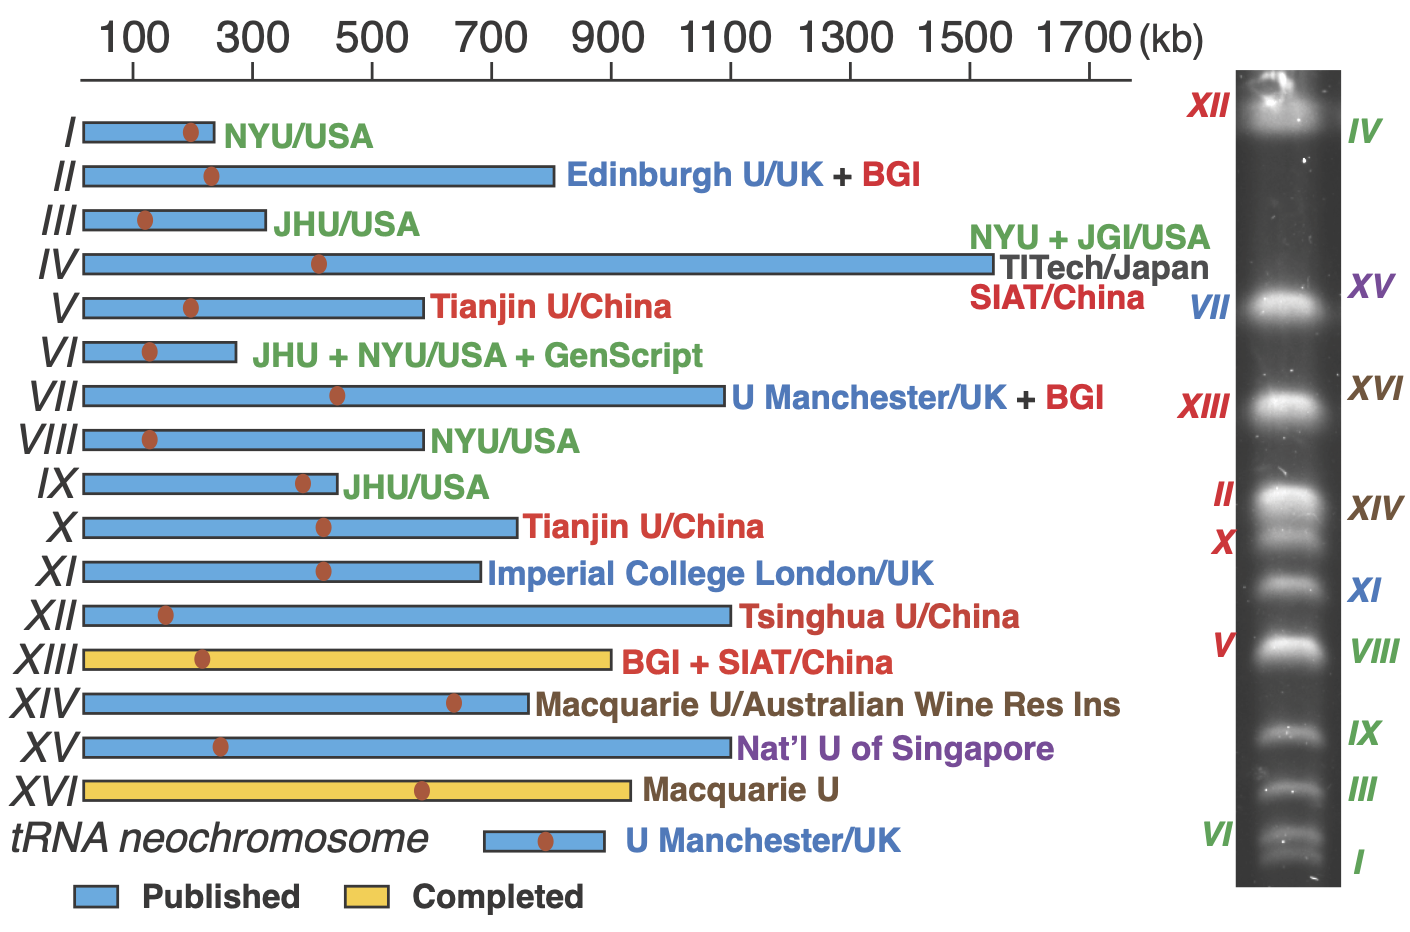 100 300 500 700 900 1100 1300 1500 1700 (kb)
I NYU/USA
II Edinburgh U/UK + BGI
III JHU/USA
NYU + JGI/USA
IV TITech/Japan
SIAT/China
V Tianjin U/China
VI JHU + NYU/USA + GenScript
VII U Manchester/UK + BGI
VIII NYU/USA
IX JHU/USA
X Tianjin U/China
XI Imperial College London/UK
XII Tsinghua U/China
XIII BGI + SIAT/China
XIV Macquarie U/Australian Wine Res Ins
XV Nat’l U of Singapore
XVI Macquarie U
tRNA neochromosome U Manchester/UK
Published Completed
XII
IV
XV
VII
XVI
XIII
II
XIV
X
XI
V
VIII
IX
III
VI
I